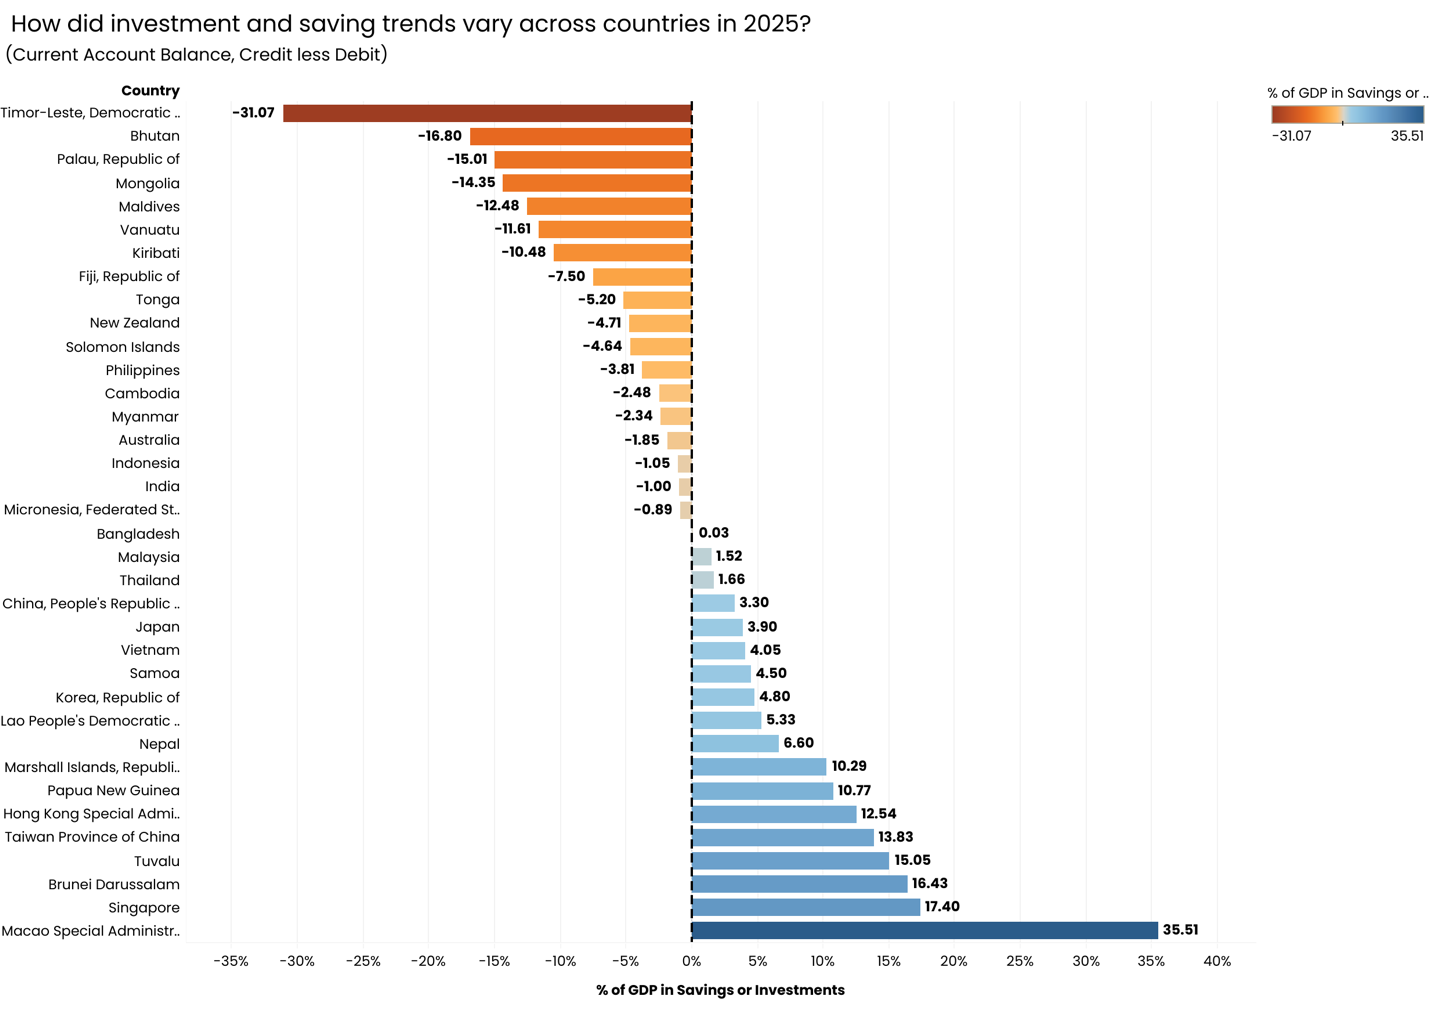 How did investment and saving trends vary across countries in 2025?
(Current Account Balance, Credit less Debit)
Country
% of GDP in Savings or ..
-31.07 35.51
Timor-Leste, Democratic .. -31.07
Bhutan -16.80
Palau, Republic of -15.01
Mongolia -14.35
Maldives -12.48
Vanuatu -11.61
Kiribati -10.48
Fiji, Republic of -7.50
Tonga -5.20
New Zealand -4.71
Solomon Islands -4.64
Philippines -3.81
Cambodia -2.48
Myanmar -2.34
Australia -1.85
Indonesia -1.05
India -1.00
Micronesia, Federated St.. -0.89
Bangladesh 0.03
Malaysia 1.52
Thailand 1.66
China, People's Republic .. 3.30
Japan 3.90
Vietnam 4.05
Samoa 4.50
Korea, Republic of 4.80
Lao People's Democratic .. 5.33
Nepal 6.60
Marshall Islands, Republi.. 10.29
Papua New Guinea 10.77
Hong Kong Special Admi.. 12.54
Taiwan Province of China 13.83
Tuvalu 15.05
Brunei Darussalam 16.43
Singapore 17.40
Macao Special Administr.. 35.51
-35% -30% -25% -20% -15% -10% -5% 0% 5% 10% 15% 20% 25% 30% 35% 40%
% of GDP in Savings or Investments